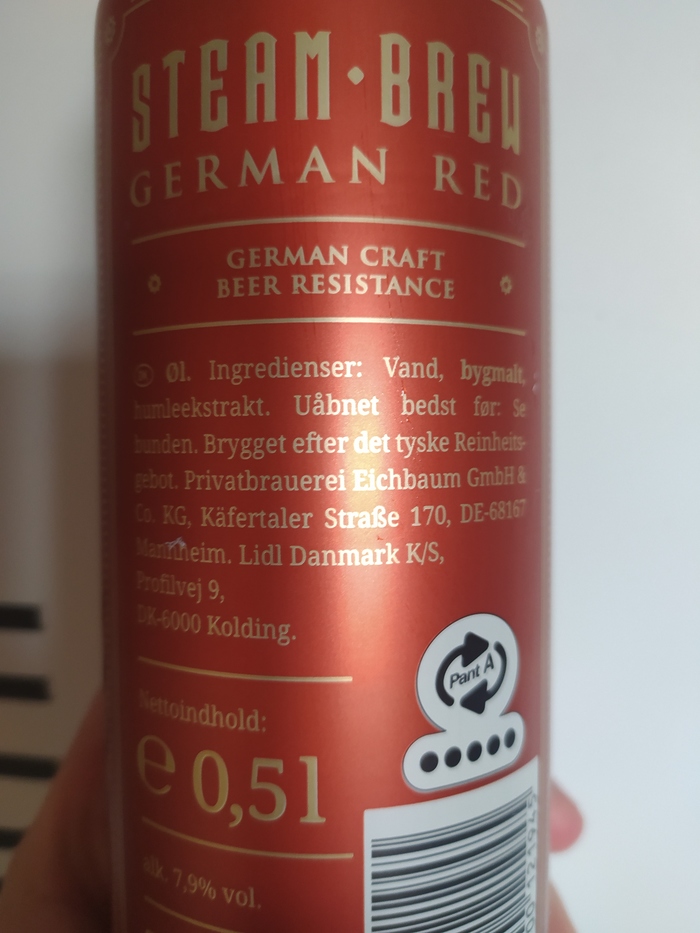 STEAM·BREW
GERMAN RED
GERMAN CRAFT
BEER RESISTANCE
DK Øl. Ingredienser: Vand, bygmalt,
humleekstrakt. Uåbnet bedst før: Se
bunden. Brygget efter det tyske Reinheits-
gebot. Privatbrauerei Eichbaum GmbH &
Co. KG, Käfertaler Straße 170, DE-68167
Mannheim. Lidl Danmark K/S,
Profilvej 9,
DK-6000 Kolding.
Pant A
Nettoindhold:
e 0,5l
alk. 7,9% vol.